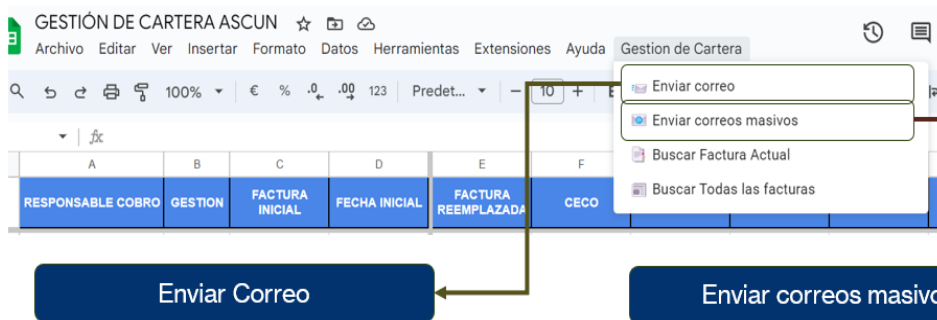 GESTIÓN DE CARTERA ASCUN
Archivo Editar Ver Insertar Formato Datos Herramientas Extensiones Ayuda Gestion de Cartera
100% € % .0 .00 123 Predet... 10
Enviar correo
Enviar correos masivos
Buscar Factura Actual
Buscar Todas las facturas
fx
A B C D E F
RESPONSABLE COBRO GESTION FACTURA INICIAL FECHA INICIAL FACTURA REEMPLAZADA CECO
Enviar Correo
Enviar correos masivo